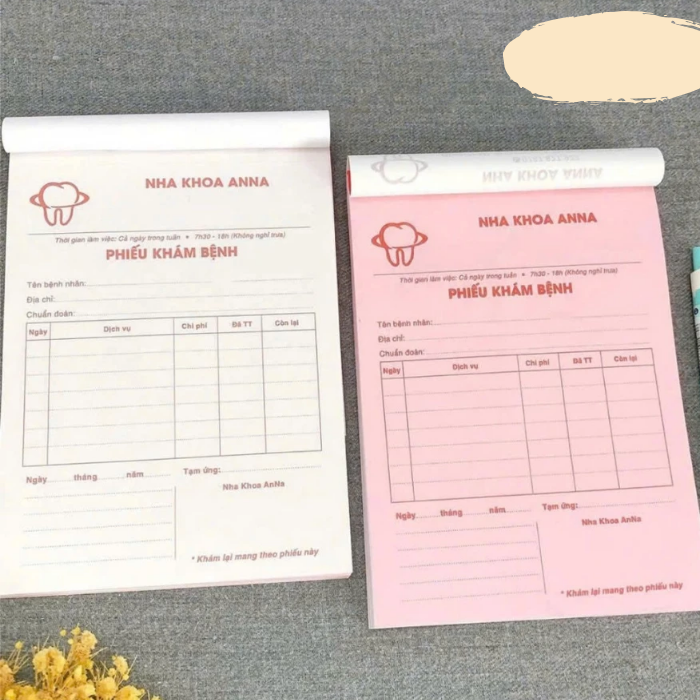 NHA KHOA ANNA
Thời gian làm việc: Cả ngày trong tuần * 7h30 - 18h (Không nghỉ trưa)
PHIẾU KHÁM BỆNH
Tên bệnh nhân:
Địa chỉ:
Chuẩn đoán:
Ngày Dịch vụ Chi phí Đã TT Còn lại
Ngày tháng năm Tạm ứng:
Nha Khoa AnNa
* Khám lại mang theo phiếu này
NHA KHOA ANNA
NHA KHOA ANNA
Thời gian làm việc: Cả ngày trong tuần * 7h30 - 18h (Không nghỉ trưa)
PHIẾU KHÁM BỆNH
Tên bệnh nhân:
Địa chỉ:
Chuẩn đoán:
Ngày Dịch vụ Chi phí Đã TT Còn lại
Ngày tháng năm Tạm ứng:
Nha Khoa AnNa
* Khám lại mang theo phiếu này